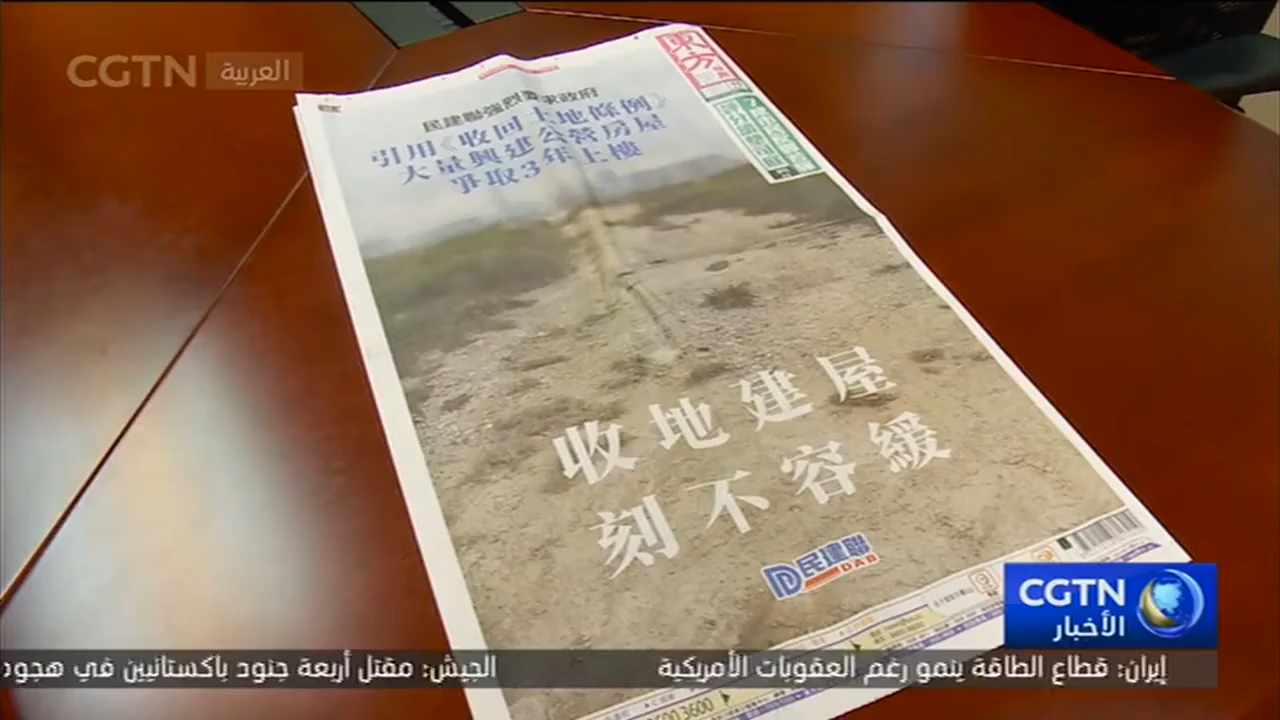 CGTN العربية
東方
民建聯強烈要求政府
引用《收回土地條例》
大量興建公營房屋
爭取3年上樓
收地建屋
刻不容緩
民建聯
DAB
CGTN
الأخبار
إيران: قطاع الطاقة ينمو رغم العقوبات الأمريكية
الجيش: مقتل أربعة جنود باكستانيين في هجود